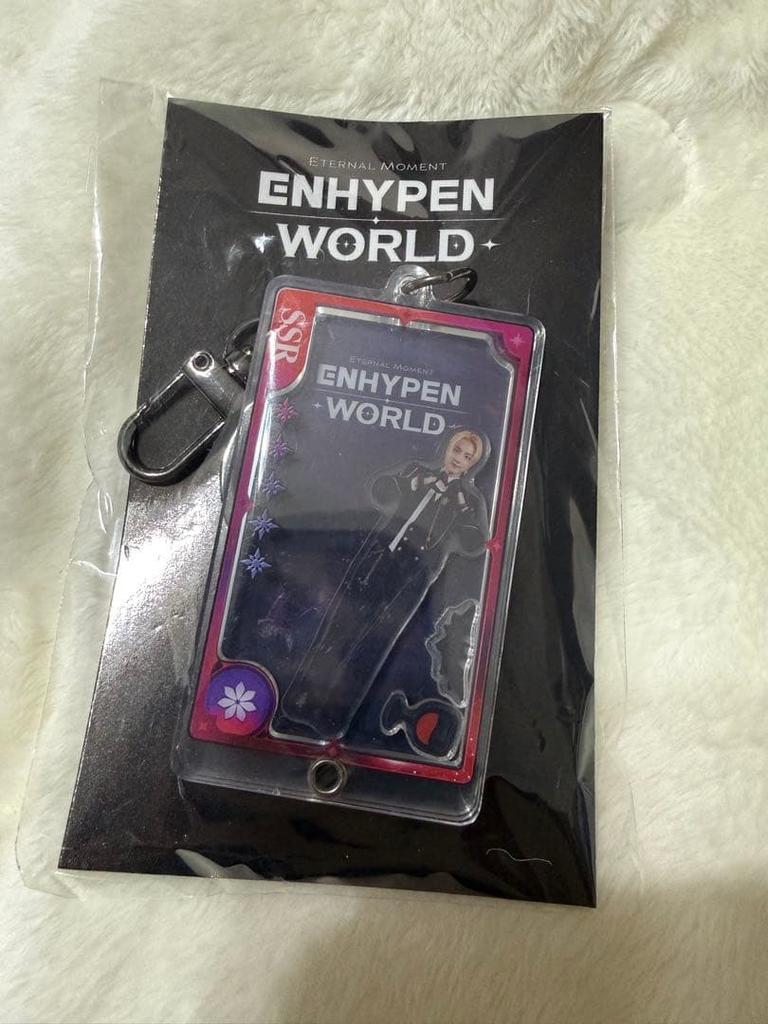 ETERNAL MOMENT
ENHYPEN
WORLD
SSR
ETERNAL MOMENT
ENHYPEN
WORLD